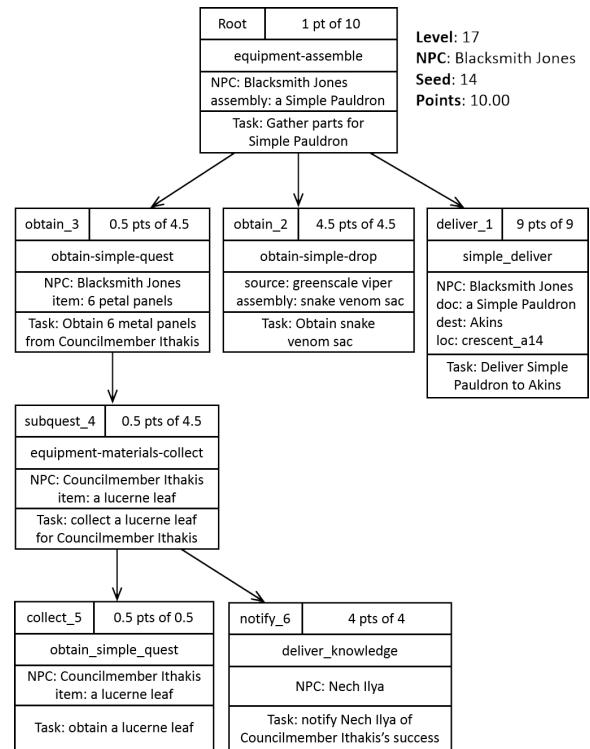 Root 1 pt of 10
equipment-assemble
NPC: Blacksmith Jones
assembly: a Simple Pauldron
Task: Gather parts for
Simple Pauldron
Level: 17
NPC: Blacksmith Jones
Seed: 14
Points: 10.00
obtain_3 0.5 pts of 4.5
obtain-simple-quest
NPC: Blacksmith Jones
item: 6 petal panels
Task: Obtain 6 metal panels
from Councilmember Ithakis
obtain_2 4.5 pts of 4.5
obtain-simple-drop
source: greenscale viper
assembly: snake venom sac
Task: Obtain snake
venom sac
deliver_1 9 pts of 9
simple_deliver
NPC: Blacksmith Jones
doc: a Simple Pauldron
dest: Akins
loc: crescent_a14
Task: Deliver Simple
Pauldron to Akins
subquest_4 0.5 pts of 4.5
equipment-materials-collect
NPC: Councilmember Ithakis
item: a lucerne leaf
Task: collect a lucerne leaf
for Councilmember Ithakis
collect_5 0.5 pts of 0.5
obtain_simple_quest
NPC: Councilmember Ithakis
item: a lucerne leaf
Task: obtain a lucerne leaf
notify_6 4 pts of 4
deliver_knowledge
NPC: Nech Ilya
Task: notify Nech Ilya of
Councilmember Ithakis's success